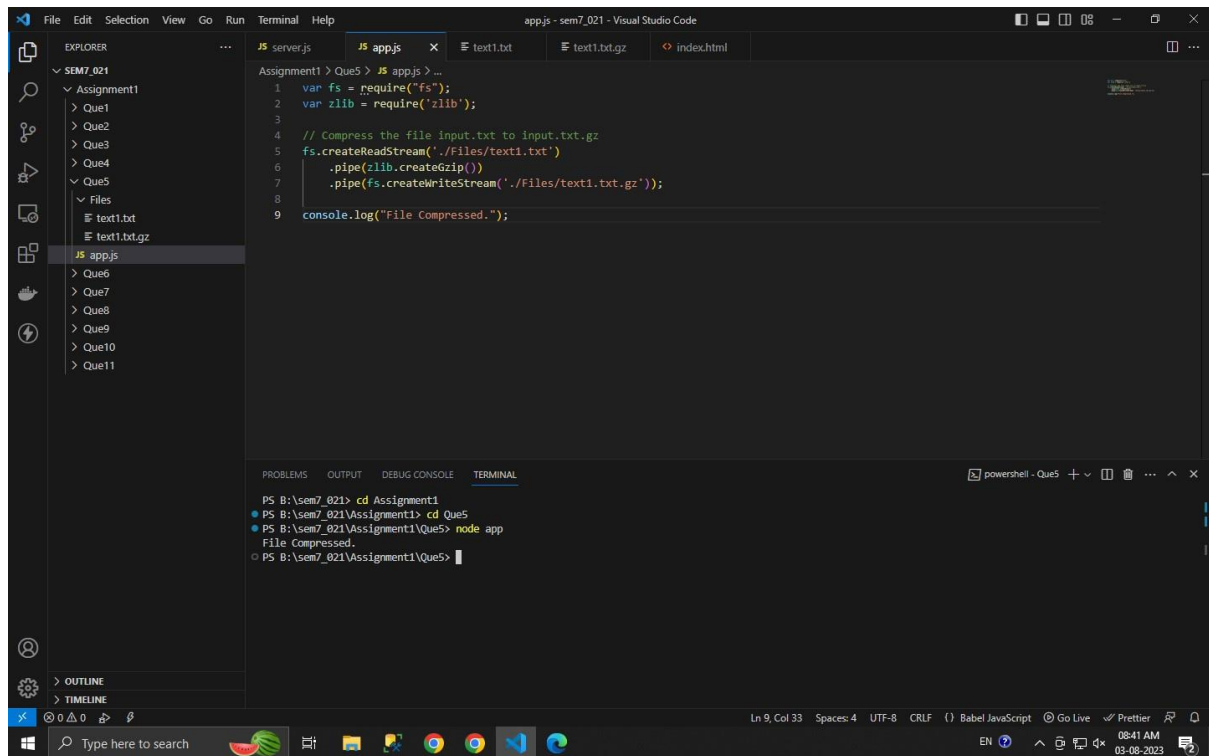 File Edit Selection View Go Run Terminal Help
app.js - sem7_021 - Visual Studio Code
EXPLORER
SEM7_021
Assignment1
Que1
Que2
Que3
Que4
Que5
Files
text1.txt
text1.txt.gz
JS app.js
Que6
Que7
Que8
Que9
Que10
Que11
OUTLINE
TIMELINE
JS server.js JS app.js text1.txt text1.txt.gz index.html
Assignment1 > Que5 > JS app.js > ...
1 var fs = require("fs");
2 var zlib = require('zlib');
3
4 // Compress the file input.txt to input.txt.gz
5 fs.createReadStream('./Files/text1.txt')
6 .pipe(zlib.createGzip())
7 .pipe(fs.createWriteStream('./Files/text1.txt.gz'));
8
9 console.log("File Compressed.");
PROBLEMS OUTPUT DEBUG CONSOLE TERMINAL
powershell - Que5
PS B:\sem7_021> cd Assignment1
PS B:\sem7_021\Assignment1> cd Que5
PS B:\sem7_021\Assignment1\Que5> node app
File Compressed.
PS B:\sem7_021\Assignment1\Que5>
0 0 0 Ln 9, Col 33 Spaces: 4 UTF-8 CRLF {} Babel JavaScript Go Live Prettier
Type here to search
EN
08:41 AM
03-08-2023
2